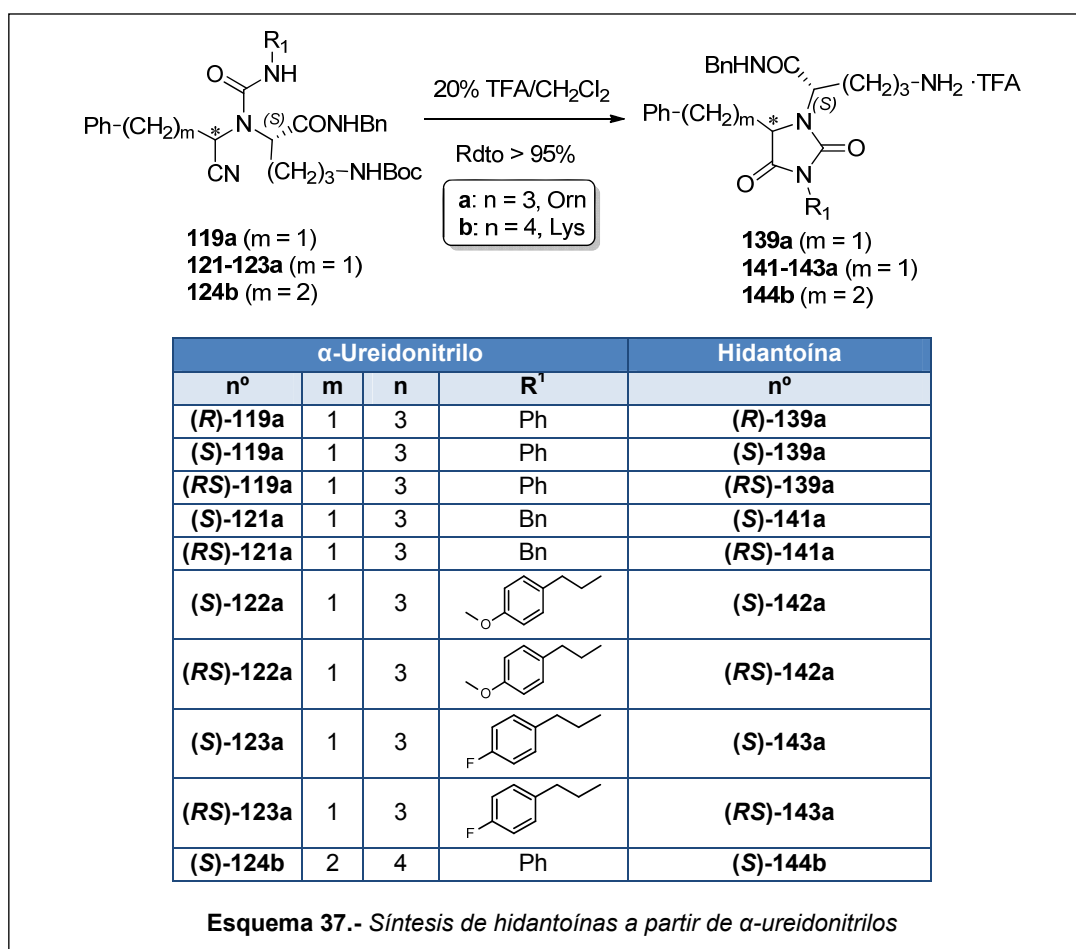 R1
O NH
Ph-(CH2)m * N (S) CONHBn
CN (CH2)3-NHBoc
119a (m = 1)
121-123a (m = 1)
124b (m = 2)
20% TFA/CH2Cl2
Rdto > 95%
a: n = 3, Orn
b: n = 4, Lys
BnHNOC (CH2)3-NH2 ·TFA
(S)
Ph-(CH2)m * N
O N O
R1
139a (m = 1)
141-143a (m = 1)
144b (m = 2)
α-Ureidonitrilo Hidantoína
nº m n R1 nº
(R)-119a 1 3 Ph (R)-139a
(S)-119a 1 3 Ph (S)-139a
(RS)-119a 1 3 Ph (RS)-139a
(S)-121a 1 3 Bn (S)-141a
(RS)-121a 1 3 Bn (RS)-141a
(S)-122a 1 3 O (S)-142a
(RS)-122a 1 3 O (RS)-142a
(S)-123a 1 3 F (S)-143a
(RS)-123a 1 3 F (RS)-143a
(S)-124b 2 4 Ph (S)-144b
Esquema 37.- Síntesis de hidantoínas a partir de α-ureidonitrilos